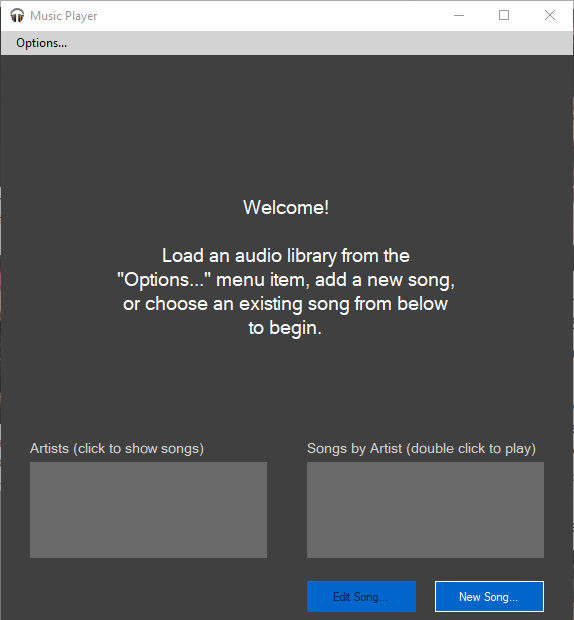 Music Player
Options...
Welcome!
Load an audio library from the
"Options..." menu item, add a new song,
or choose an existing song from below
to begin.
Artists (click to show songs)
Songs by Artist (double click to play)
Edit Song...
New Song...